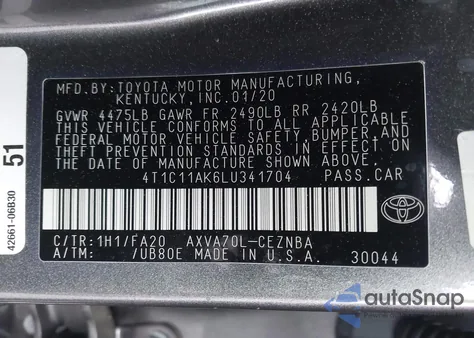 MFD.BY: TOYOTA MOTOR MANUFACTURING,
KENTUCKY, INC. 01/20
GVWR 4475LB GAWR FR 2490LB RR 2420LB
THIS VEHICLE CONFORMS TO ALL APPLICABLE
FEDERAL MOTOR VEHICLE SAFETY, BUMPER, AND
THEFT PREVENTION STANDARDS IN EFFECT ON THE
DATE OF MANUFACTURE SHOWN ABOVE.
4T1C11AK6LU341704 PASS.CAR
C/TR: 1H1/FA20 AXVA70L-CEZNBA
A/TM: /UB80E MADE IN U.S.A. 30044
TOYOTA
51
42661-06B30
autoSnap